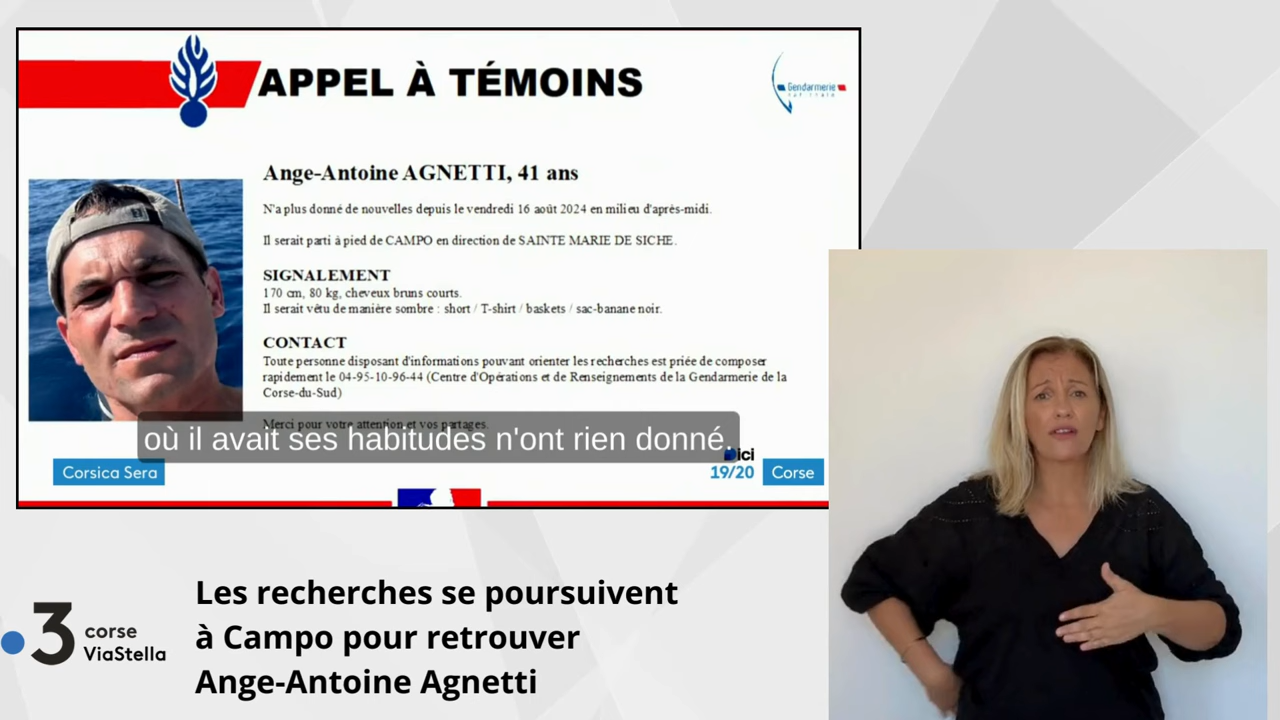 APPEL À TÉMOINS
Gendarmerie
nationale
Ange-Antoine AGNETTI, 41 ans
N'a plus donné de nouvelles depuis le vendredi 16 août 2024 en milieu d'après-midi.
Il serait parti à pied de CAMPO en direction de SAINTE MARIE DE SICHE.
SIGNALEMENT
170 cm, 80 kg, cheveux bruns courts.
Il serait vêtu de manière sombre : short / T-shirt / baskets / sac-banane noir.
CONTACT
Toute personne disposant d'informations pouvant orienter les recherches est priée de composer
rapidement le 04-95-10-96-44 (Centre d'Opérations et de Renseignements de la Gendarmerie de la
Corse-du-Sud)
Merci pour votre attention et vos partages.
où il avait ses habitudes n'ont rien donné.
Corsica Sera
ici
19/20 Corse
3 corse
ViaStella
Les recherches se poursuivent
à Campo pour retrouver
Ange-Antoine Agnetti